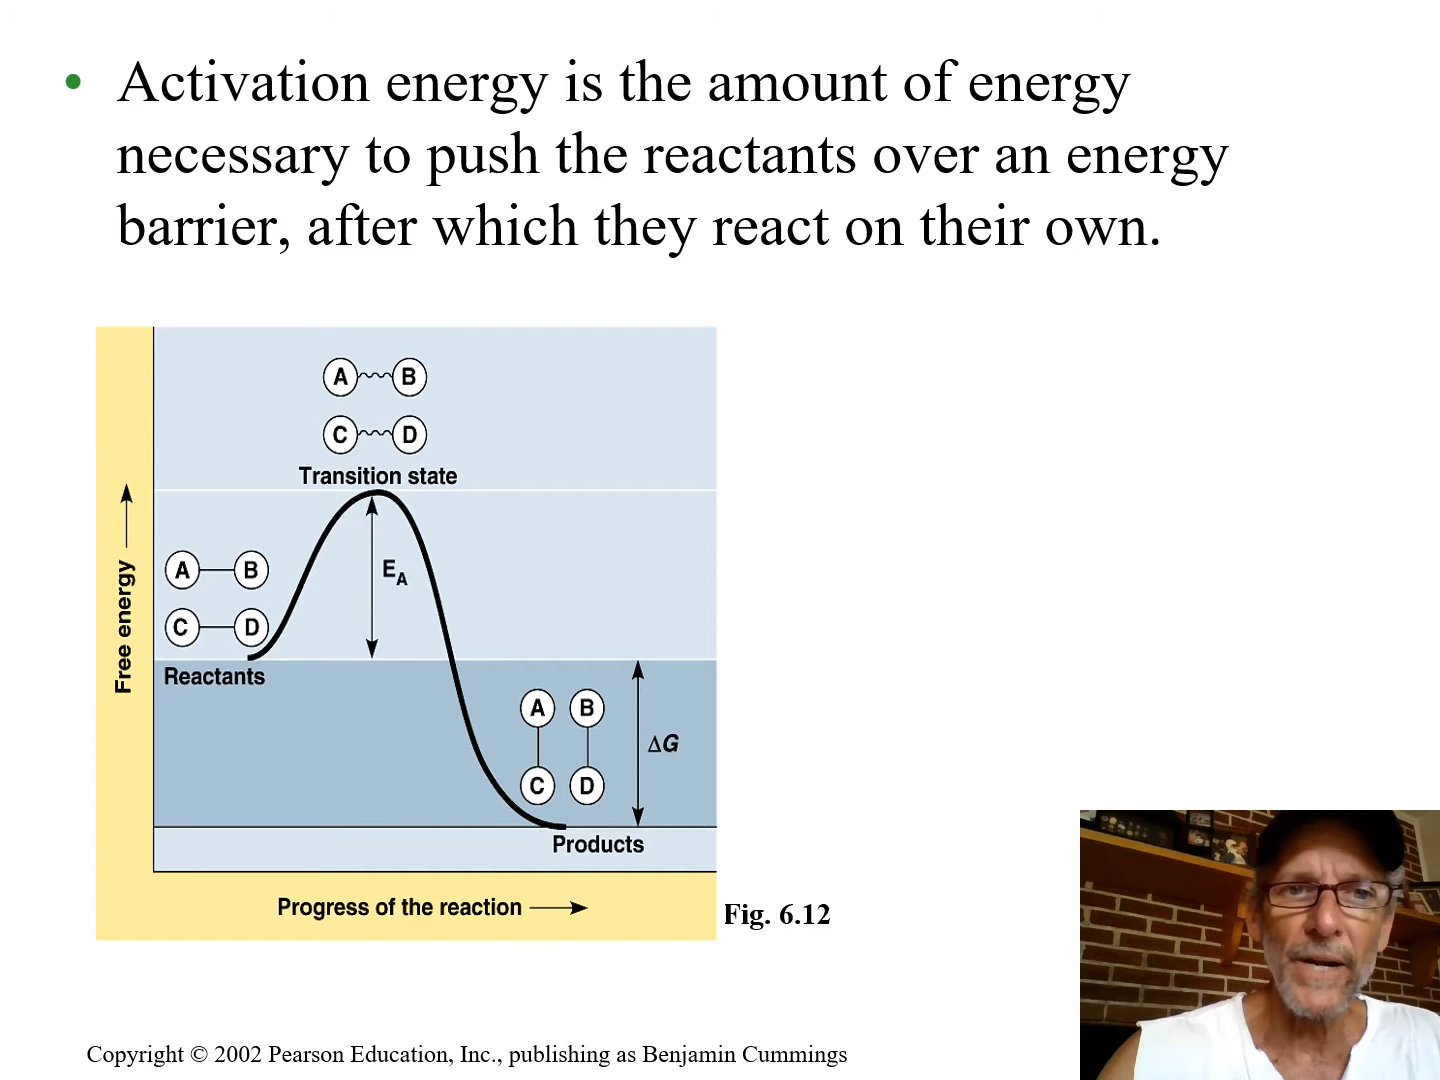 • Activation energy is the amount of energy
necessary to push the reactants over an energy
barrier, after which they react on their own.
A B
C D
Transition state
E_A
A B
C D
Reactants
Free energy →
A B
C D
ΔG
Products
Progress of the reaction →
Fig. 6.12
Copyright © 2002 Pearson Education, Inc., publishing as Benjamin Cummings